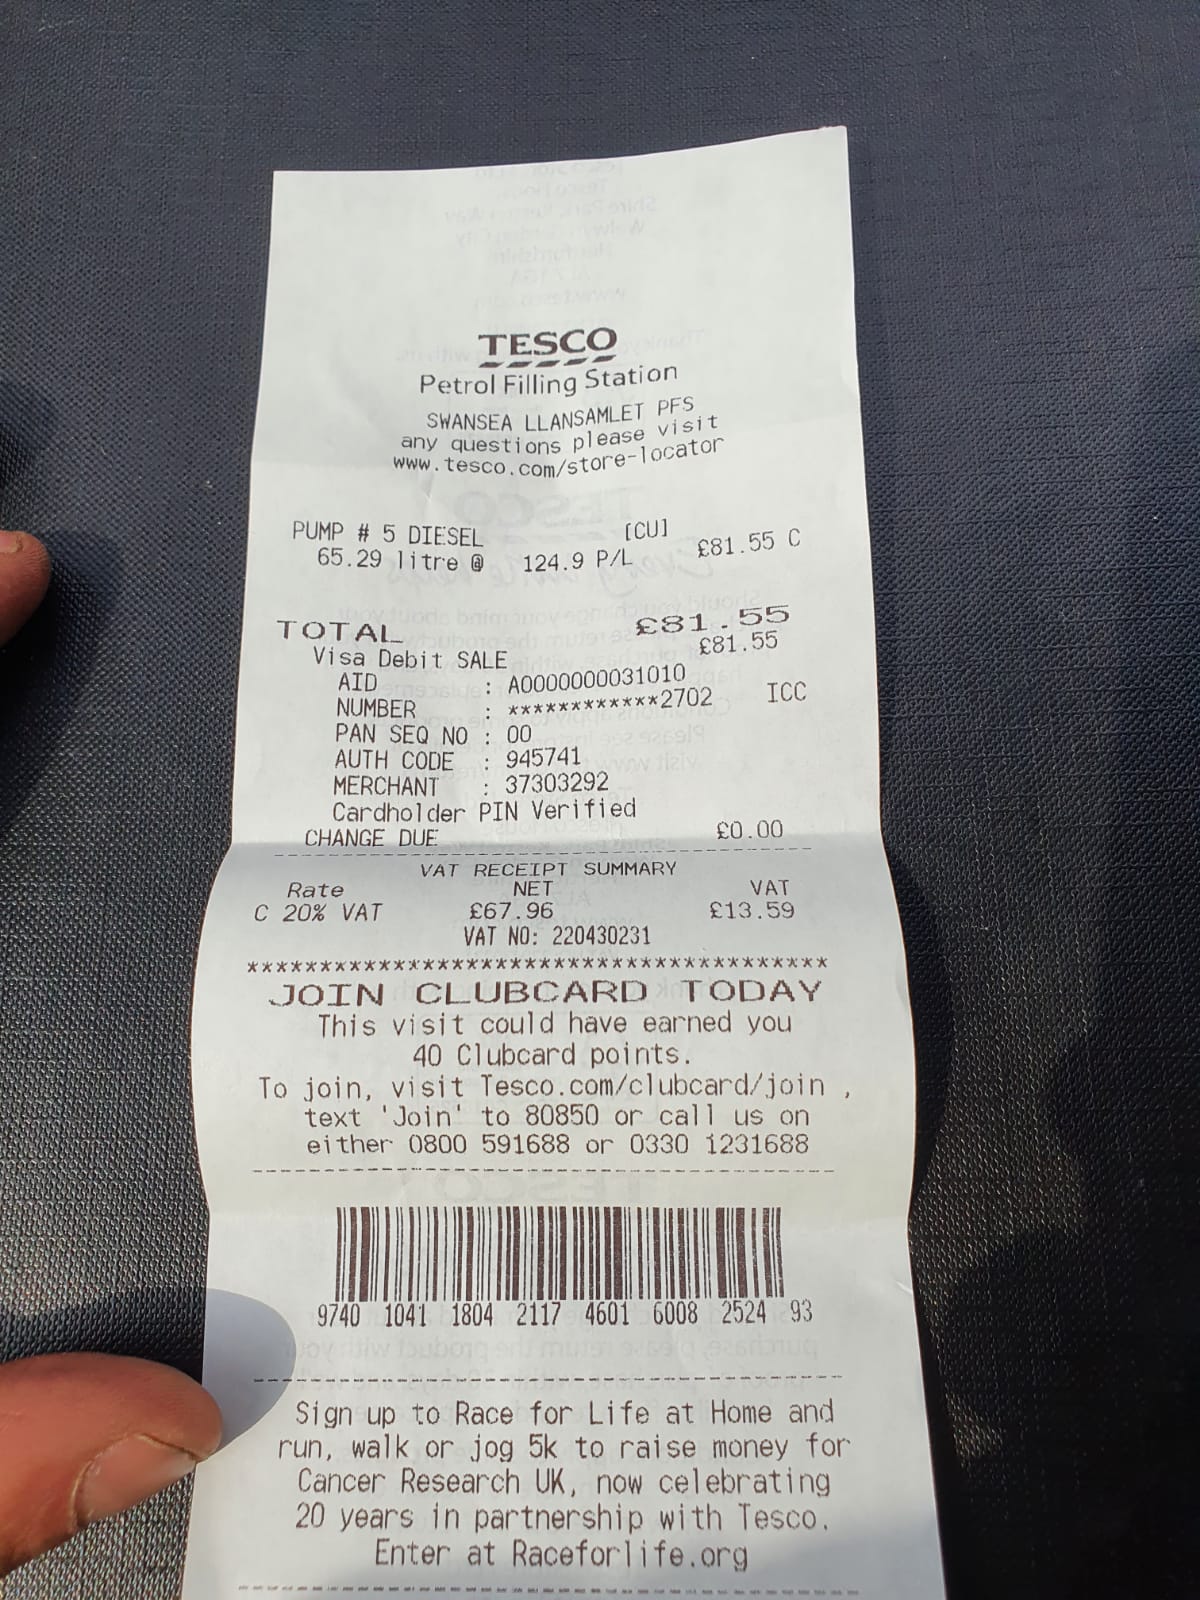 TESCO
Petrol Filling Station
SWANSEA LLANSAMLET PFS
any questions please visit
www.tesco.com/store-locator
PUMP # 5 DIESEL [CU]
65.29 litre @ 124.9 P/L £81.55 C
TOTAL £81.55
Visa Debit SALE £81.55
AID : A0000000031010
NUMBER : ************2702 ICC
PAN SEQ NO : 00
AUTH CODE : 945741
MERCHANT : 37303292
Cardholder PIN Verified
CHANGE DUE £0.00
VAT RECEIPT SUMMARY
Rate NET VAT
C 20% VAT £67.96 £13.59
VAT NO: 220430231
****************************************
JOIN CLUBCARD TODAY
This visit could have earned you
40 Clubcard points.
To join, visit Tesco.com/clubcard/join ,
text 'Join' to 80850 or call us on
either 0800 591688 or 0330 1231688
9740 1041 1804 2117 4601 6008 2524 93
Sign up to Race for Life at Home and
run, walk or jog 5k to raise money for
Cancer Research UK, now celebrating
20 years in partnership with Tesco.
Enter at Raceforlife.org